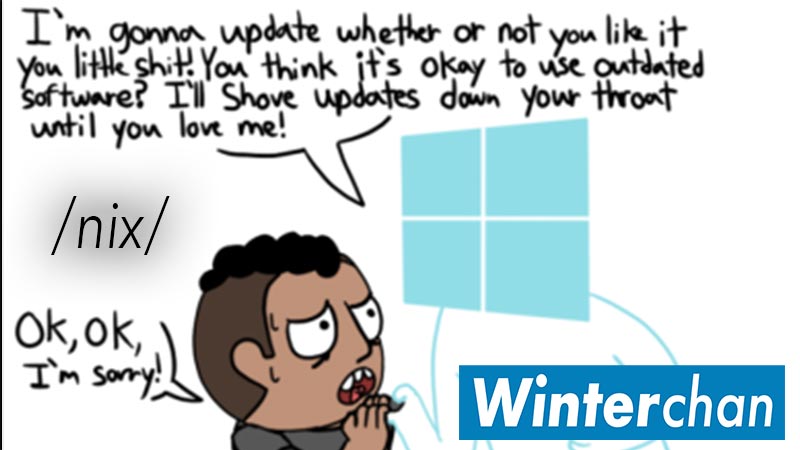 I'm gonna update whether or not you like it
you little shit! You think it's okay to use outdated
software? I'll Shove updates down your throat
until you love me!
/nix/
Ok, ok,
I'm sorry!
Winterchan